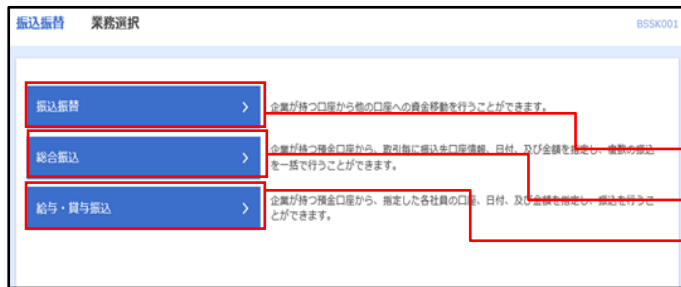 振込振替 業務選択 BSSK001
振込振替
企業が持つ口座から他の口座への資金移動を行うことができます。
総合振込
企業が持つ預金口座から、取引毎に振込先口座情報、日付、及び金額を指定し、複数の振込
を一括で行うことができます。
給与・賞与振込
企業が持つ預金口座から、指定した各社員の口座、日付、及び金額を指定し、振込を行うこ
とができます。